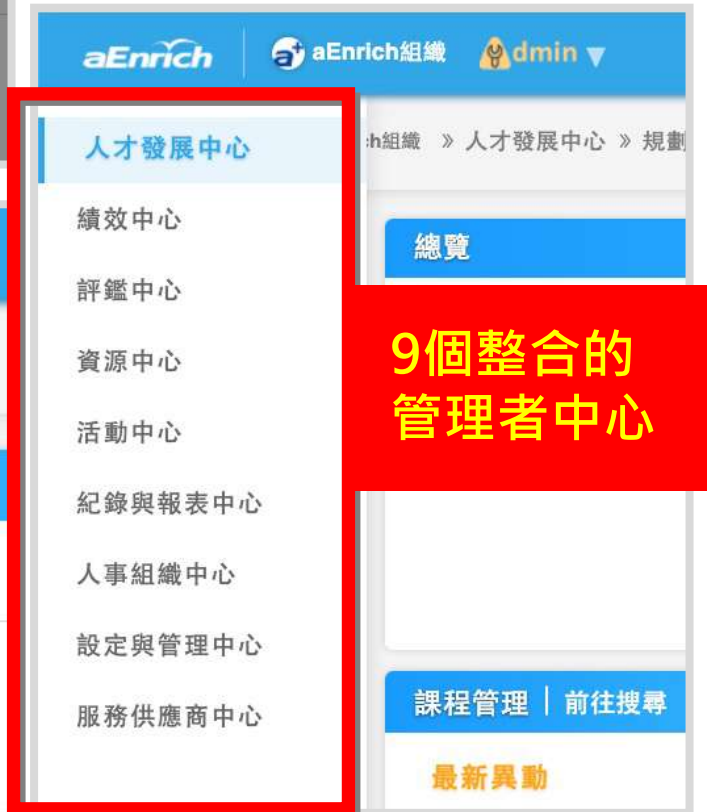 aEnrich
a+ aEnrich組織
Admin ▼
人才發展中心
績效中心
評鑑中心
資源中心
活動中心
紀錄與報表中心
人事組織中心
設定與管理中心
服務供應商中心
組織 » 人才發展中心 » 規劃
總覽
9個整合的
管理者中心
課程管理｜前往搜尋
最新異動